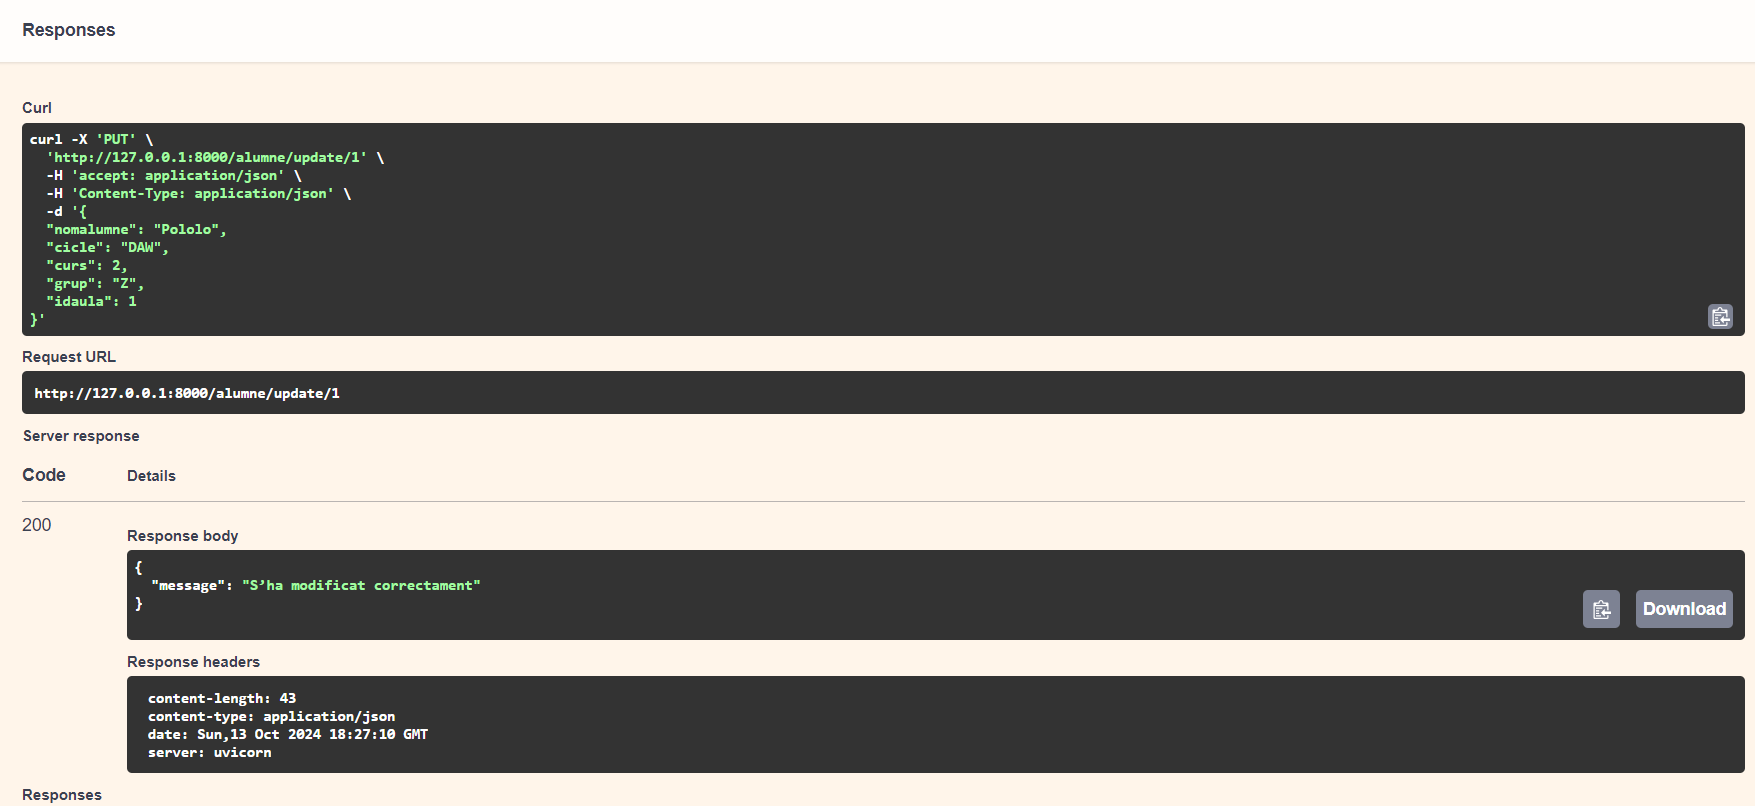 Responses
Curl
curl -X 'PUT' \
  'http://127.0.0.1:8000/alumne/update/1' \
  -H 'accept: application/json' \
  -H 'Content-Type: application/json' \
  -d '{
  "nomalumne": "Pololo",
  "cicle": "DAW",
  "curs": 2,
  "grup": "Z",
  "idaula": 1
}'
Request URL
http://127.0.0.1:8000/alumne/update/1
Server response
Code Details
200
Response body
{
  "message": "S’ha modificat correctament"
}
Download
Response headers
content-length: 43
content-type: application/json
date: Sun,13 Oct 2024 18:27:10 GMT
server: uvicorn
Responses